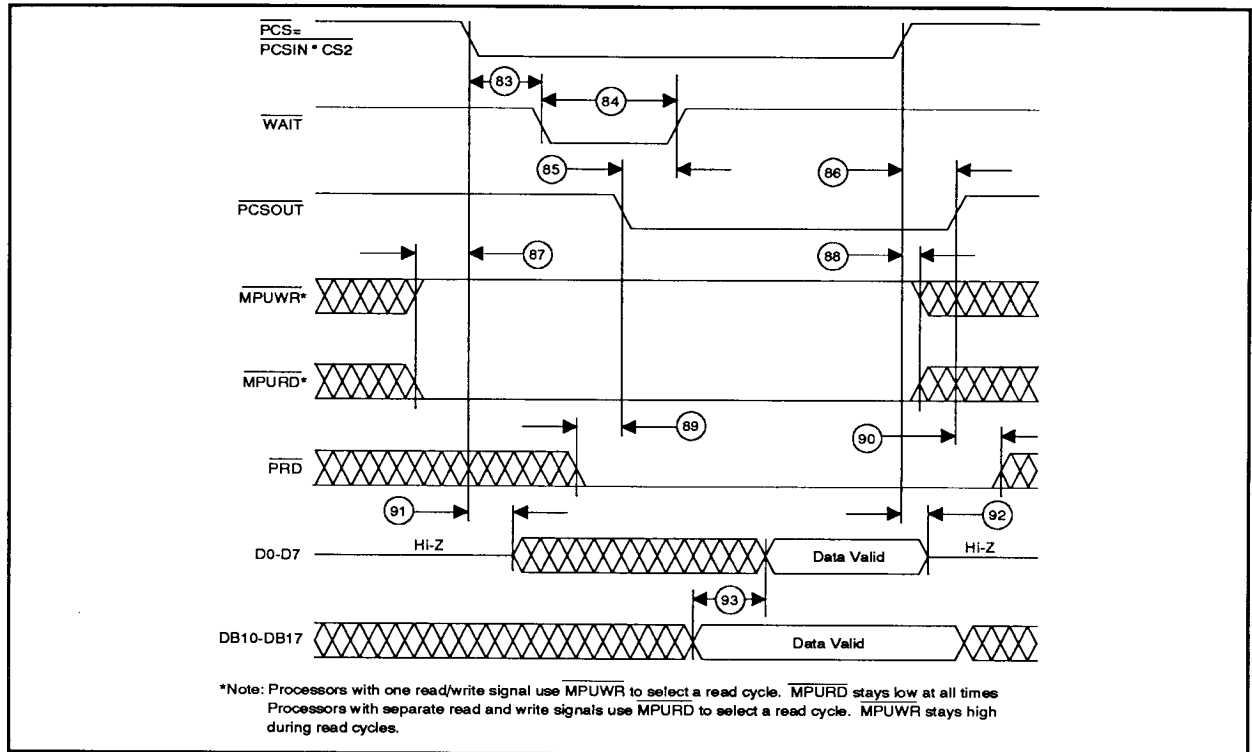 PCS=
PCSIN * CS2
83
84
WAIT
85
86
PCSOUT
87
88
MPUWR*
MPURD*
89
90
PRD
91
92
D0-D7
Hi-Z
Data Valid
Hi-Z
93
DB10-DB17
Data Valid
*Note: Processors with one read/write signal use MPUWR to select a read cycle. MPURD stays low at all times
Processors with separate read and write signals use MPURD to select a read cycle. MPUWR stays high
during read cycles.